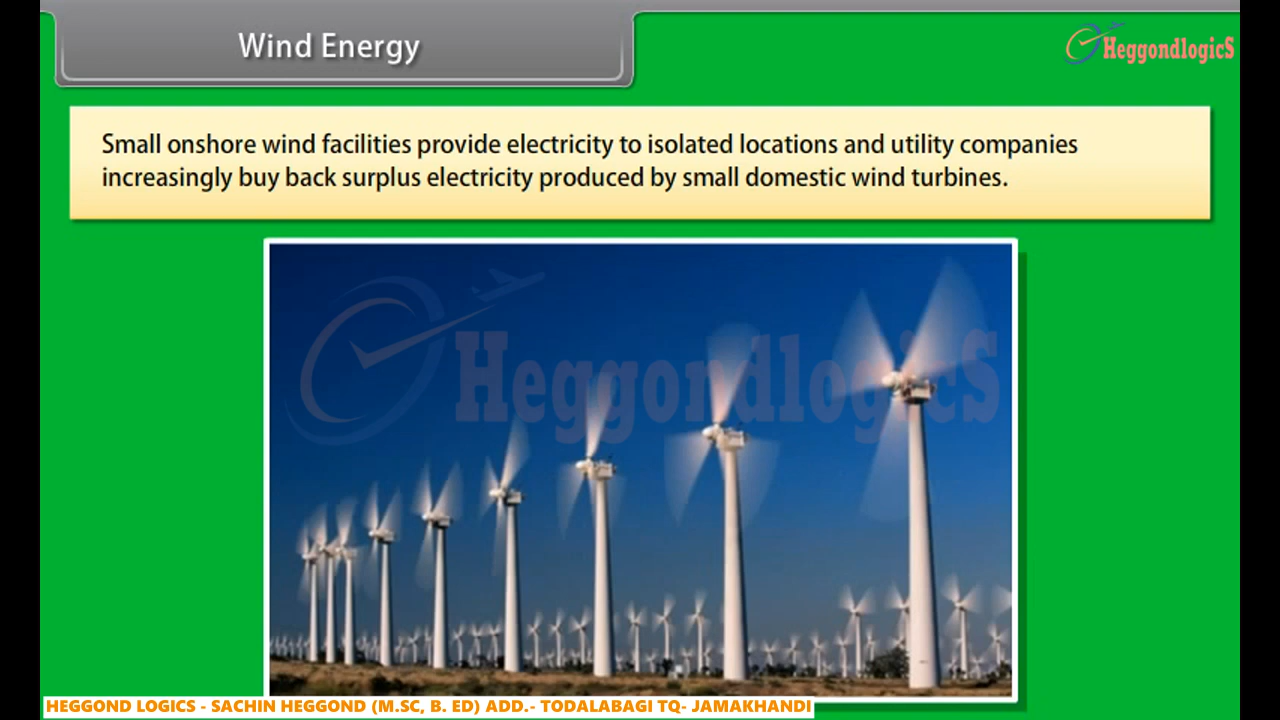 Wind Energy
HeggondlogicS
Small onshore wind facilities provide electricity to isolated locations and utility companies
increasingly buy back surplus electricity produced by small domestic wind turbines.
HeggondlogicS
HEGGOND LOGICS - SACHIN HEGGOND (M.SC, B. ED) ADD.- TODALABAGI TQ- JAMAKHANDI